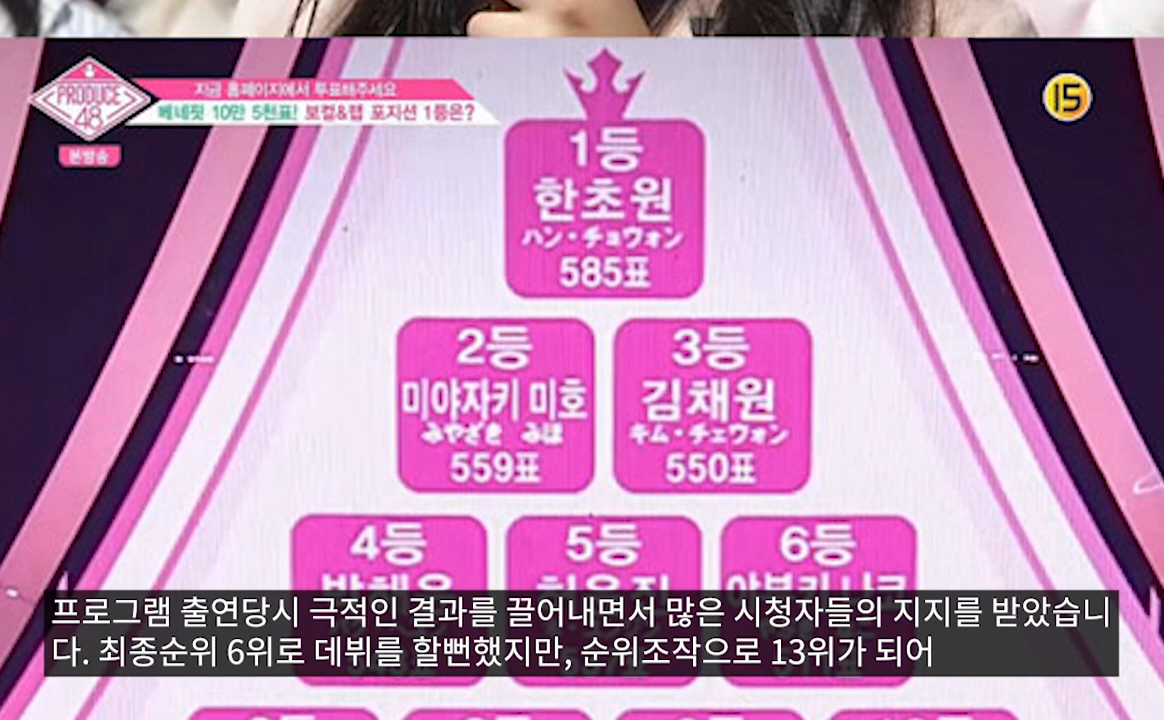 PRODUCE
48
본방송
지금 홈페이지에서 투표해주세요
베네핏 10만 5천표! 보컬&랩 포지션 1등은?
15
1등
한초원
ハン・チョウォン
585표
2등
미야자키 미호
みやざき みほ
559표
3등
김채원
キム・チェウォン
550표
4등
5등
6등
프로그램 출연당시 극적인 결과를 끌어내면서 많은 시청자들의 지지를 받았습니
다. 최종순위 6위로 데뷔를 할뻔했지만, 순위조작으로 13위가 되어